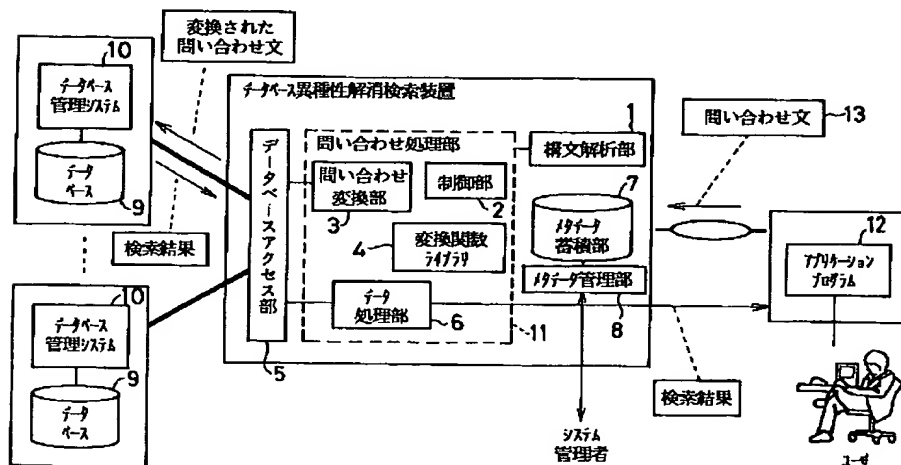 変換された
問い合わせ文
10
データベース
管理システム
データ
ベース
9
検索結果
10
データベース
管理システム
9
データ
ベース
データベース異種性解消検索装置
データベースアクセス部
5
問い合わせ処理部
問い合わせ
変換部
3
制御部
2
4
変換関数
ライブラリ
データ
処理部
6
11
1
構文解析部
7
メタデータ
蓄積部
メタデータ管理部
8
問い合わせ文
13
12
アプリケーション
プログラム
検索結果
システム
管理者
ユーザ